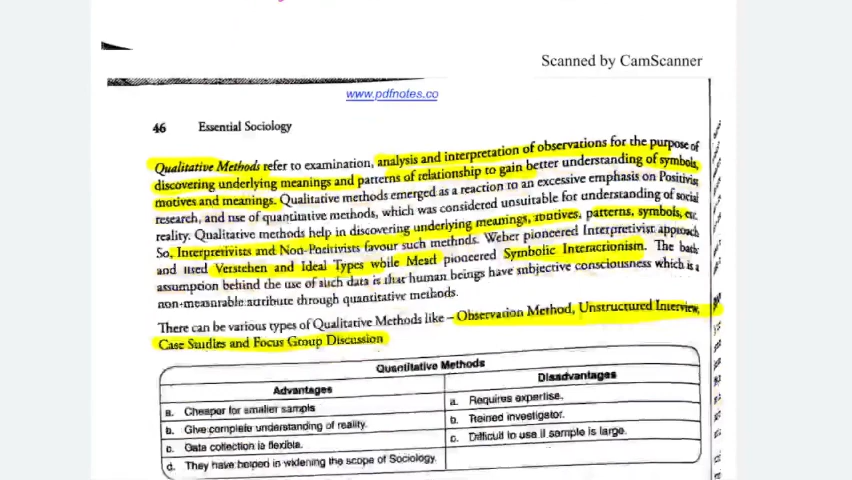 Scanned by CamScanner
www.pdfnotes.co
46 Essential Sociology
Qualitative Methods refer to examination, analysis and interpretation of observations for the purpose of
discovering underlying meanings and patterns of relationship to gain better understanding of symbols,
motives and meanings. Qualitative methods emerged as a reaction to an excessive emphasis on Positivist
research, and use of quantitative methods, which was considered unsuitable for understanding of social
reality. Qualitative methods help in discovering underlying meanings, motives, patterns, symbols, etc.
So, Interpretivists and Non-Positivists favour such methods. Weber pioneered Interpretivist approach
and used Verstehen and Ideal Types while Mead pioneered Symbolic Interactionism. The basic
assumption behind the use of such data is that human beings have subjective consciousness which is a
non-measurable attribute through quantitative methods.
There can be various types of Qualitative Methods like – Observation Method, Unstructured Interview,
Case Studies and Focus Group Discussion
Quantitative Methods
Advantages Disadvantages
a. Cheaper for smaller sample a. Requires expertise.
b. Give complete understanding of reality. b. investigator.
c. Data collection is flexible. c. Difficult to use if sample is large.
d. They have helped in widening the scope of Sociology.